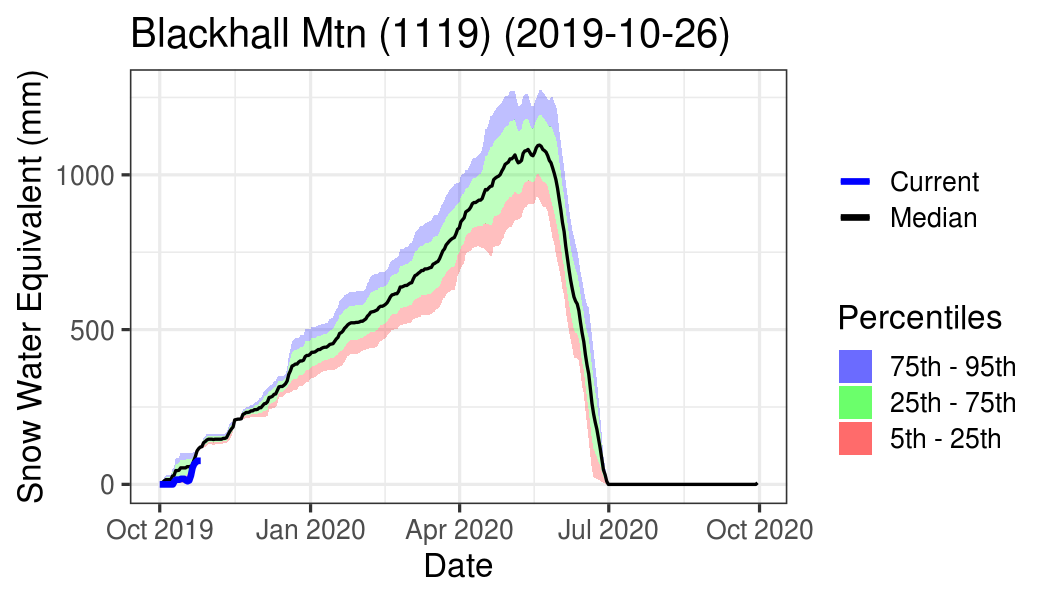 Blackhall Mtn (1119) (2019-10-26)
Snow Water Equivalent (mm)
1000
500
0
Oct 2019
Jan 2020
Apr 2020
Jul 2020
Oct 2020
Date
Current
Median
Percentiles
75th - 95th
25th - 75th
5th - 25th